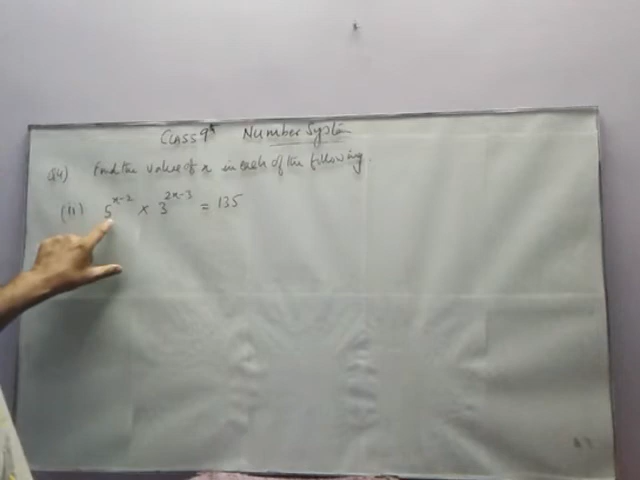 CLASS 9th Number System
Q4) Find the value of x in each of the following.
(ii) 5^{x-2} × 3^{2x-3} = 135